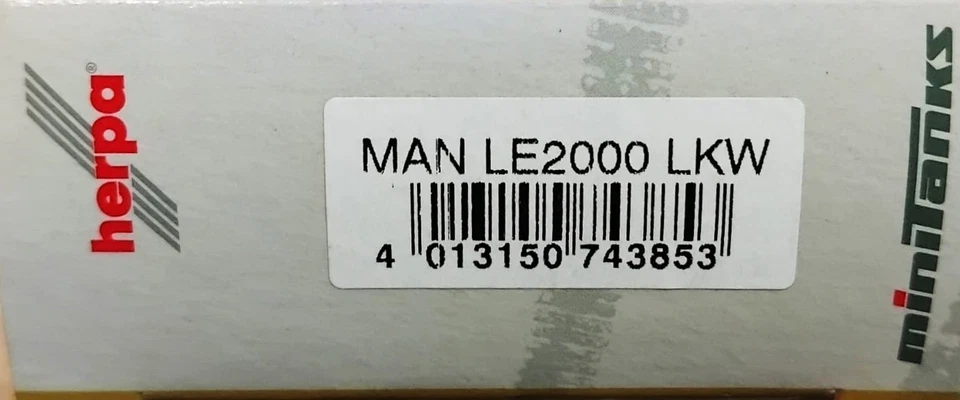 herpa®
MAN LE2000 LKW
4 013150 743853
miniTanks